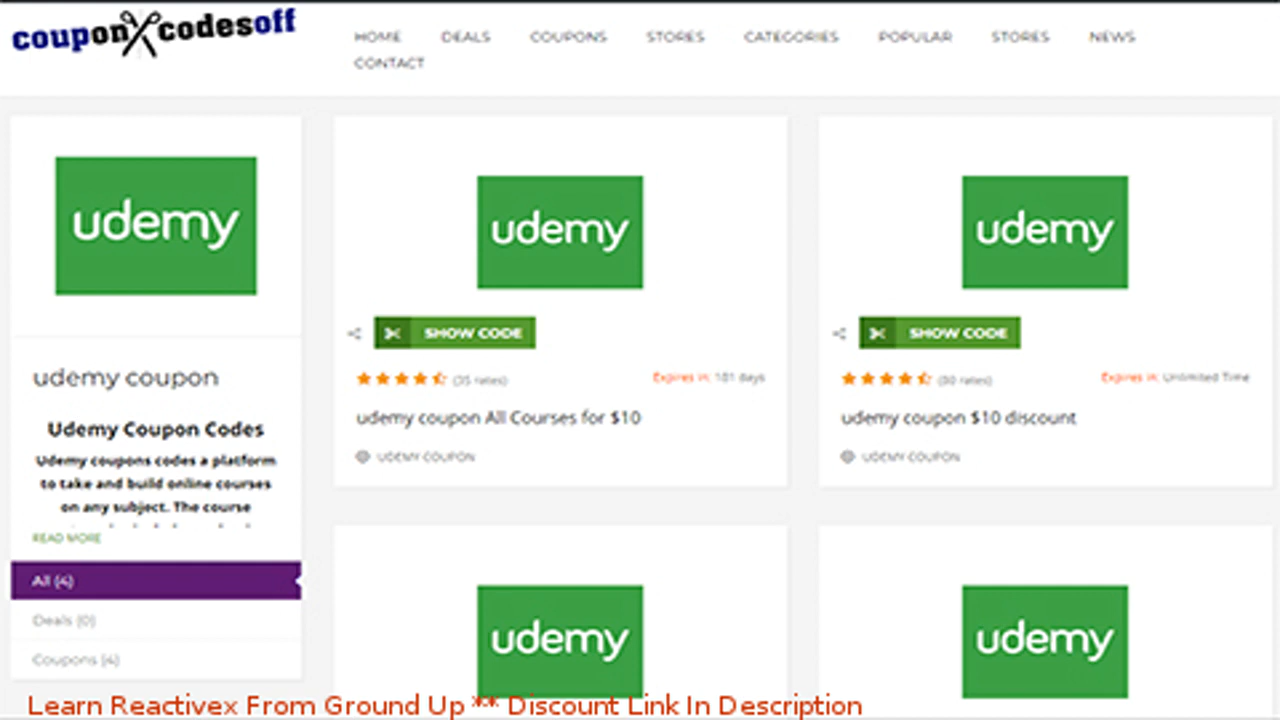 couponXcodesoff
HOME DEALS COUPONS STORES CATEGORIES POPULAR STORES NEWS
CONTACT
udemy
udemy coupon
Udemy Coupon Codes
Udemy coupons codes a platform
to take and build online courses
on any subject. The course
READ MORE
All (4)
Deals (0)
Coupons (4)
udemy
SHOW CODE
(35 rates) Expires in: 181 days
udemy coupon All Courses for $10
UDEMY COUPON
udemy
SHOW CODE
(80 rates) Expires in: Unlimited Time
udemy coupon $10 discount
UDEMY COUPON
udemy
udemy
Learn Reactivex From Ground Up ** Discount Link In Description